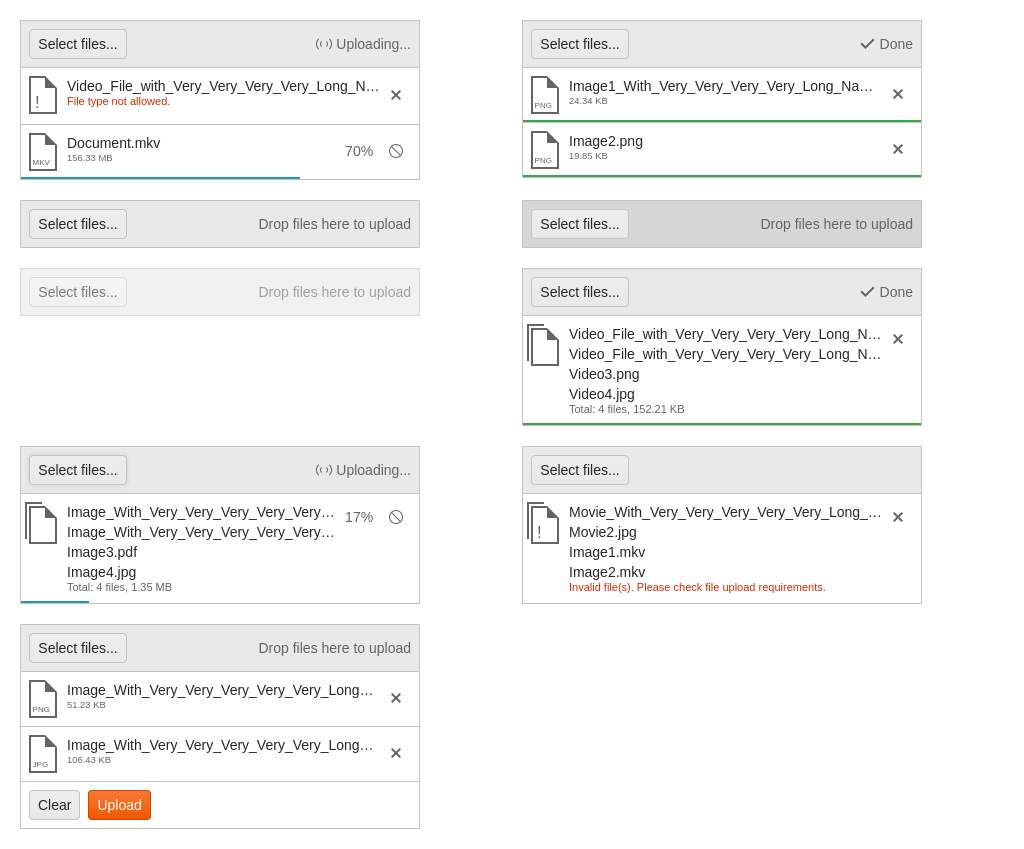 Select files...
Uploading...
!
Video_File_with_Very_Very_Very_Very_Long_N...
File type not allowed.
MKV
Document.mkv
156.33 MB
70%
Select files...
Done
PNG
Image1_With_Very_Very_Very_Very_Long_Na...
24.34 KB
PNG
Image2.png
19.85 KB
Select files...
Drop files here to upload
Select files...
Drop files here to upload
Select files...
Drop files here to upload
Select files...
Done
Video_File_with_Very_Very_Very_Very_Long_N...
Video_File_with_Very_Very_Very_Very_Long_N...
Video3.png
Video4.jpg
Total: 4 files, 152.21 KB
Select files...
Uploading...
Image_With_Very_Very_Very_Very_Very...
17%
Image_With_Very_Very_Very_Very_Very...
Image3.pdf
Image4.jpg
Total: 4 files, 1.35 MB
Select files...
!
Movie_With_Very_Very_Very_Very_Very_Long_...
Movie2.jpg
Image1.mkv
Image2.mkv
Invalid file(s). Please check file upload requirements.
Select files...
Drop files here to upload
PNG
Image_With_Very_Very_Very_Very_Very_Long...
51.23 KB
JPG
Image_With_Very_Very_Very_Very_Very_Long...
106.43 KB
Clear
Upload